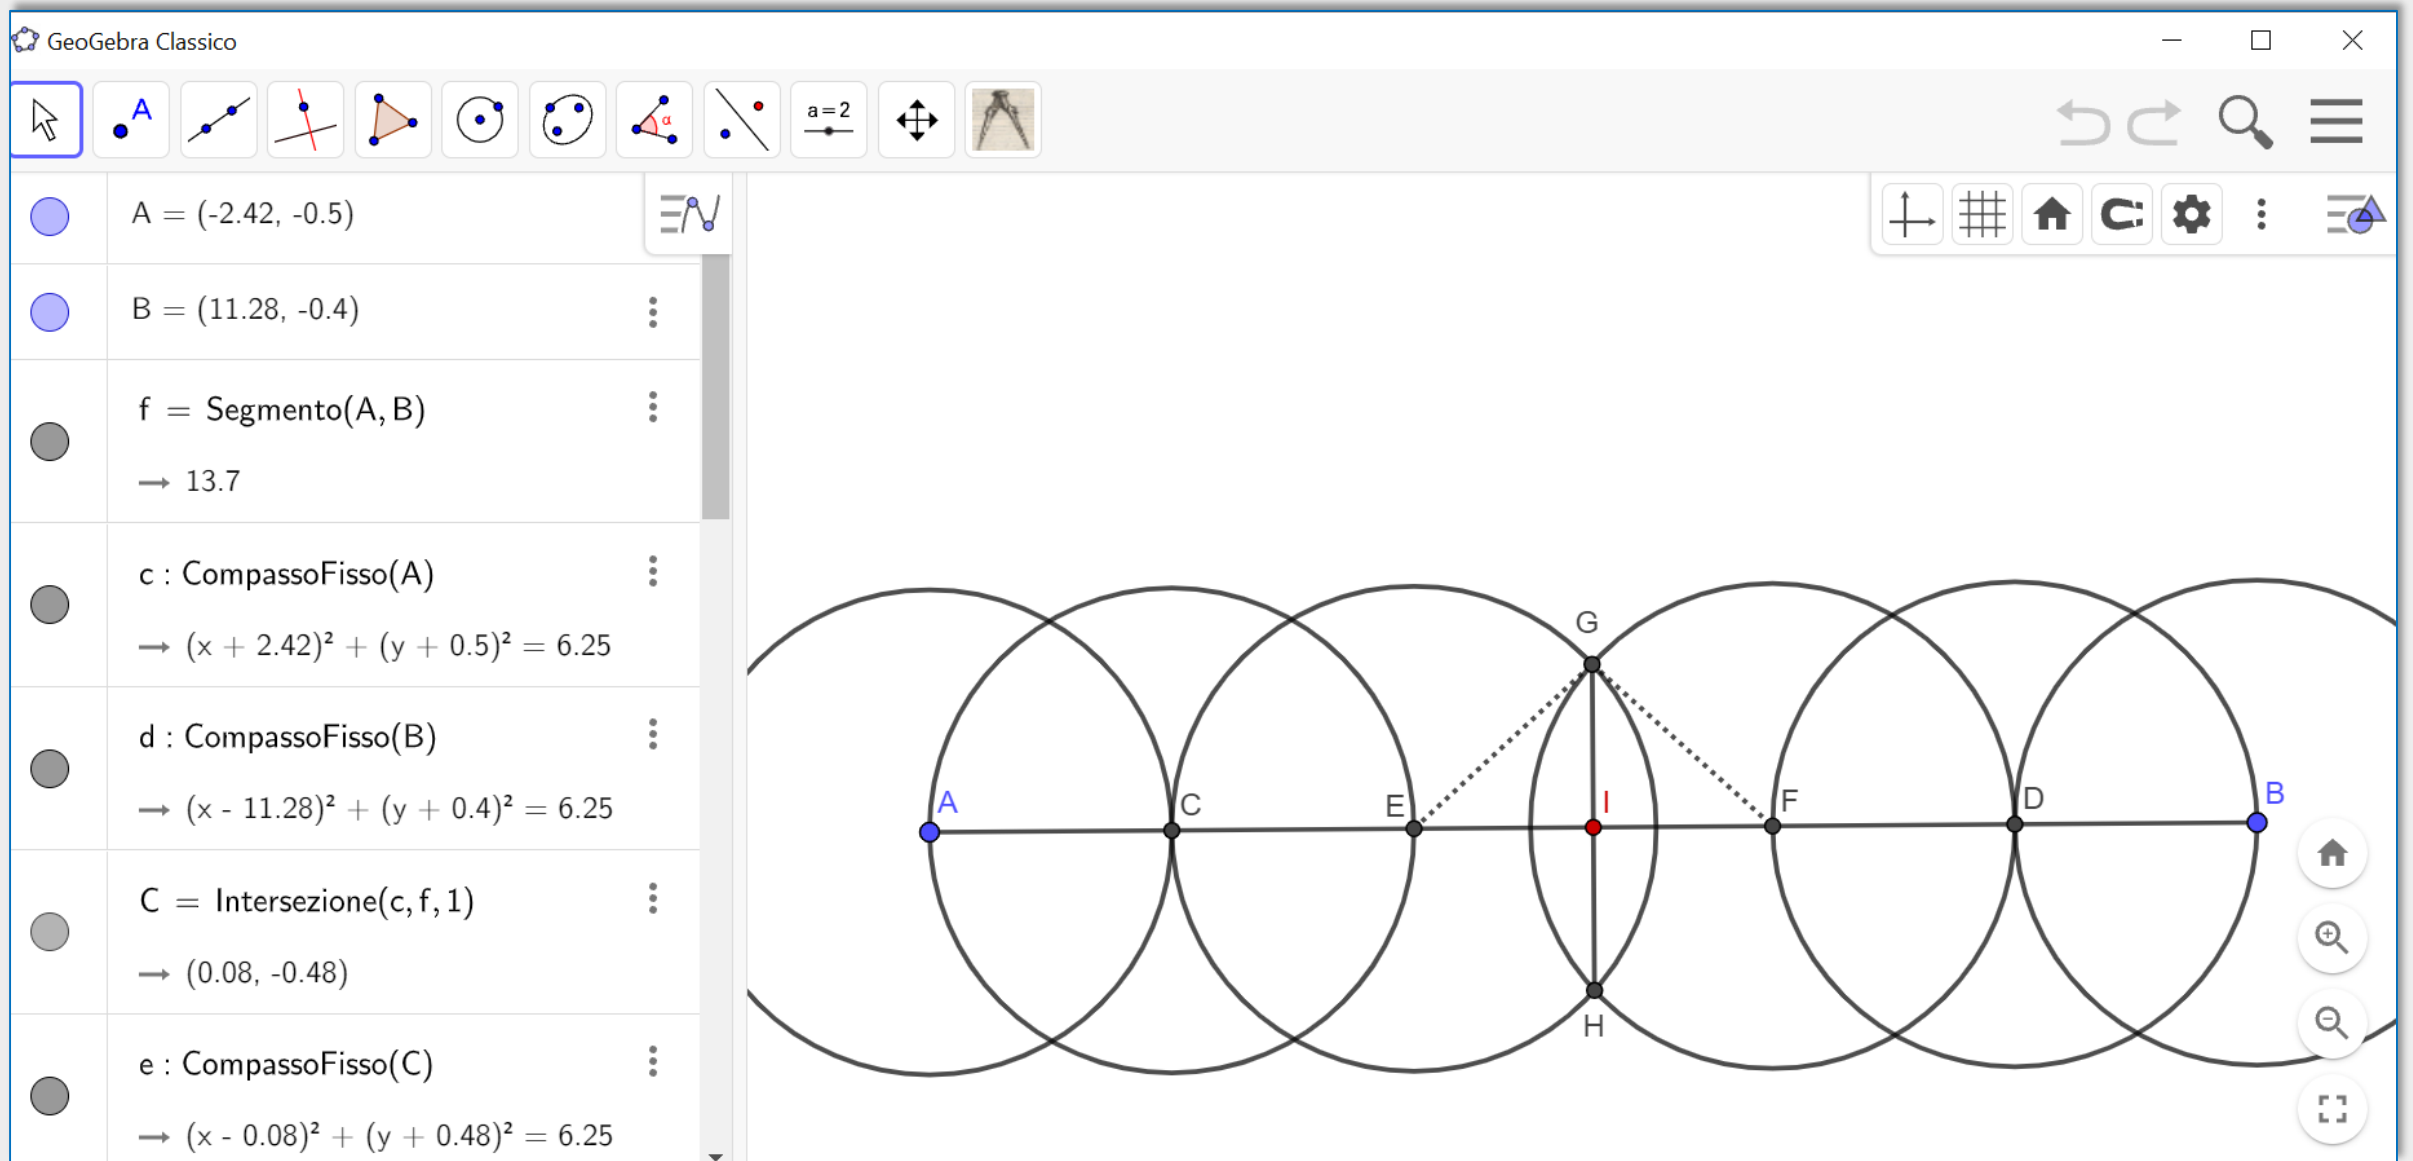 GeoGebra Classico
A
α
a=2
A = (-2.42, -0.5)
B = (11.28, -0.4)
f = Segmento(A, B)
→ 13.7
c : CompassoFisso(A)
→ (x + 2.42)² + (y + 0.5)² = 6.25
d : CompassoFisso(B)
→ (x - 11.28)² + (y + 0.4)² = 6.25
C = Intersezione(c, f, 1)
→ (0.08, -0.48)
e : CompassoFisso(C)
→ (x - 0.08)² + (y + 0.48)² = 6.25
G
A
C
E
I
F
D
B
H